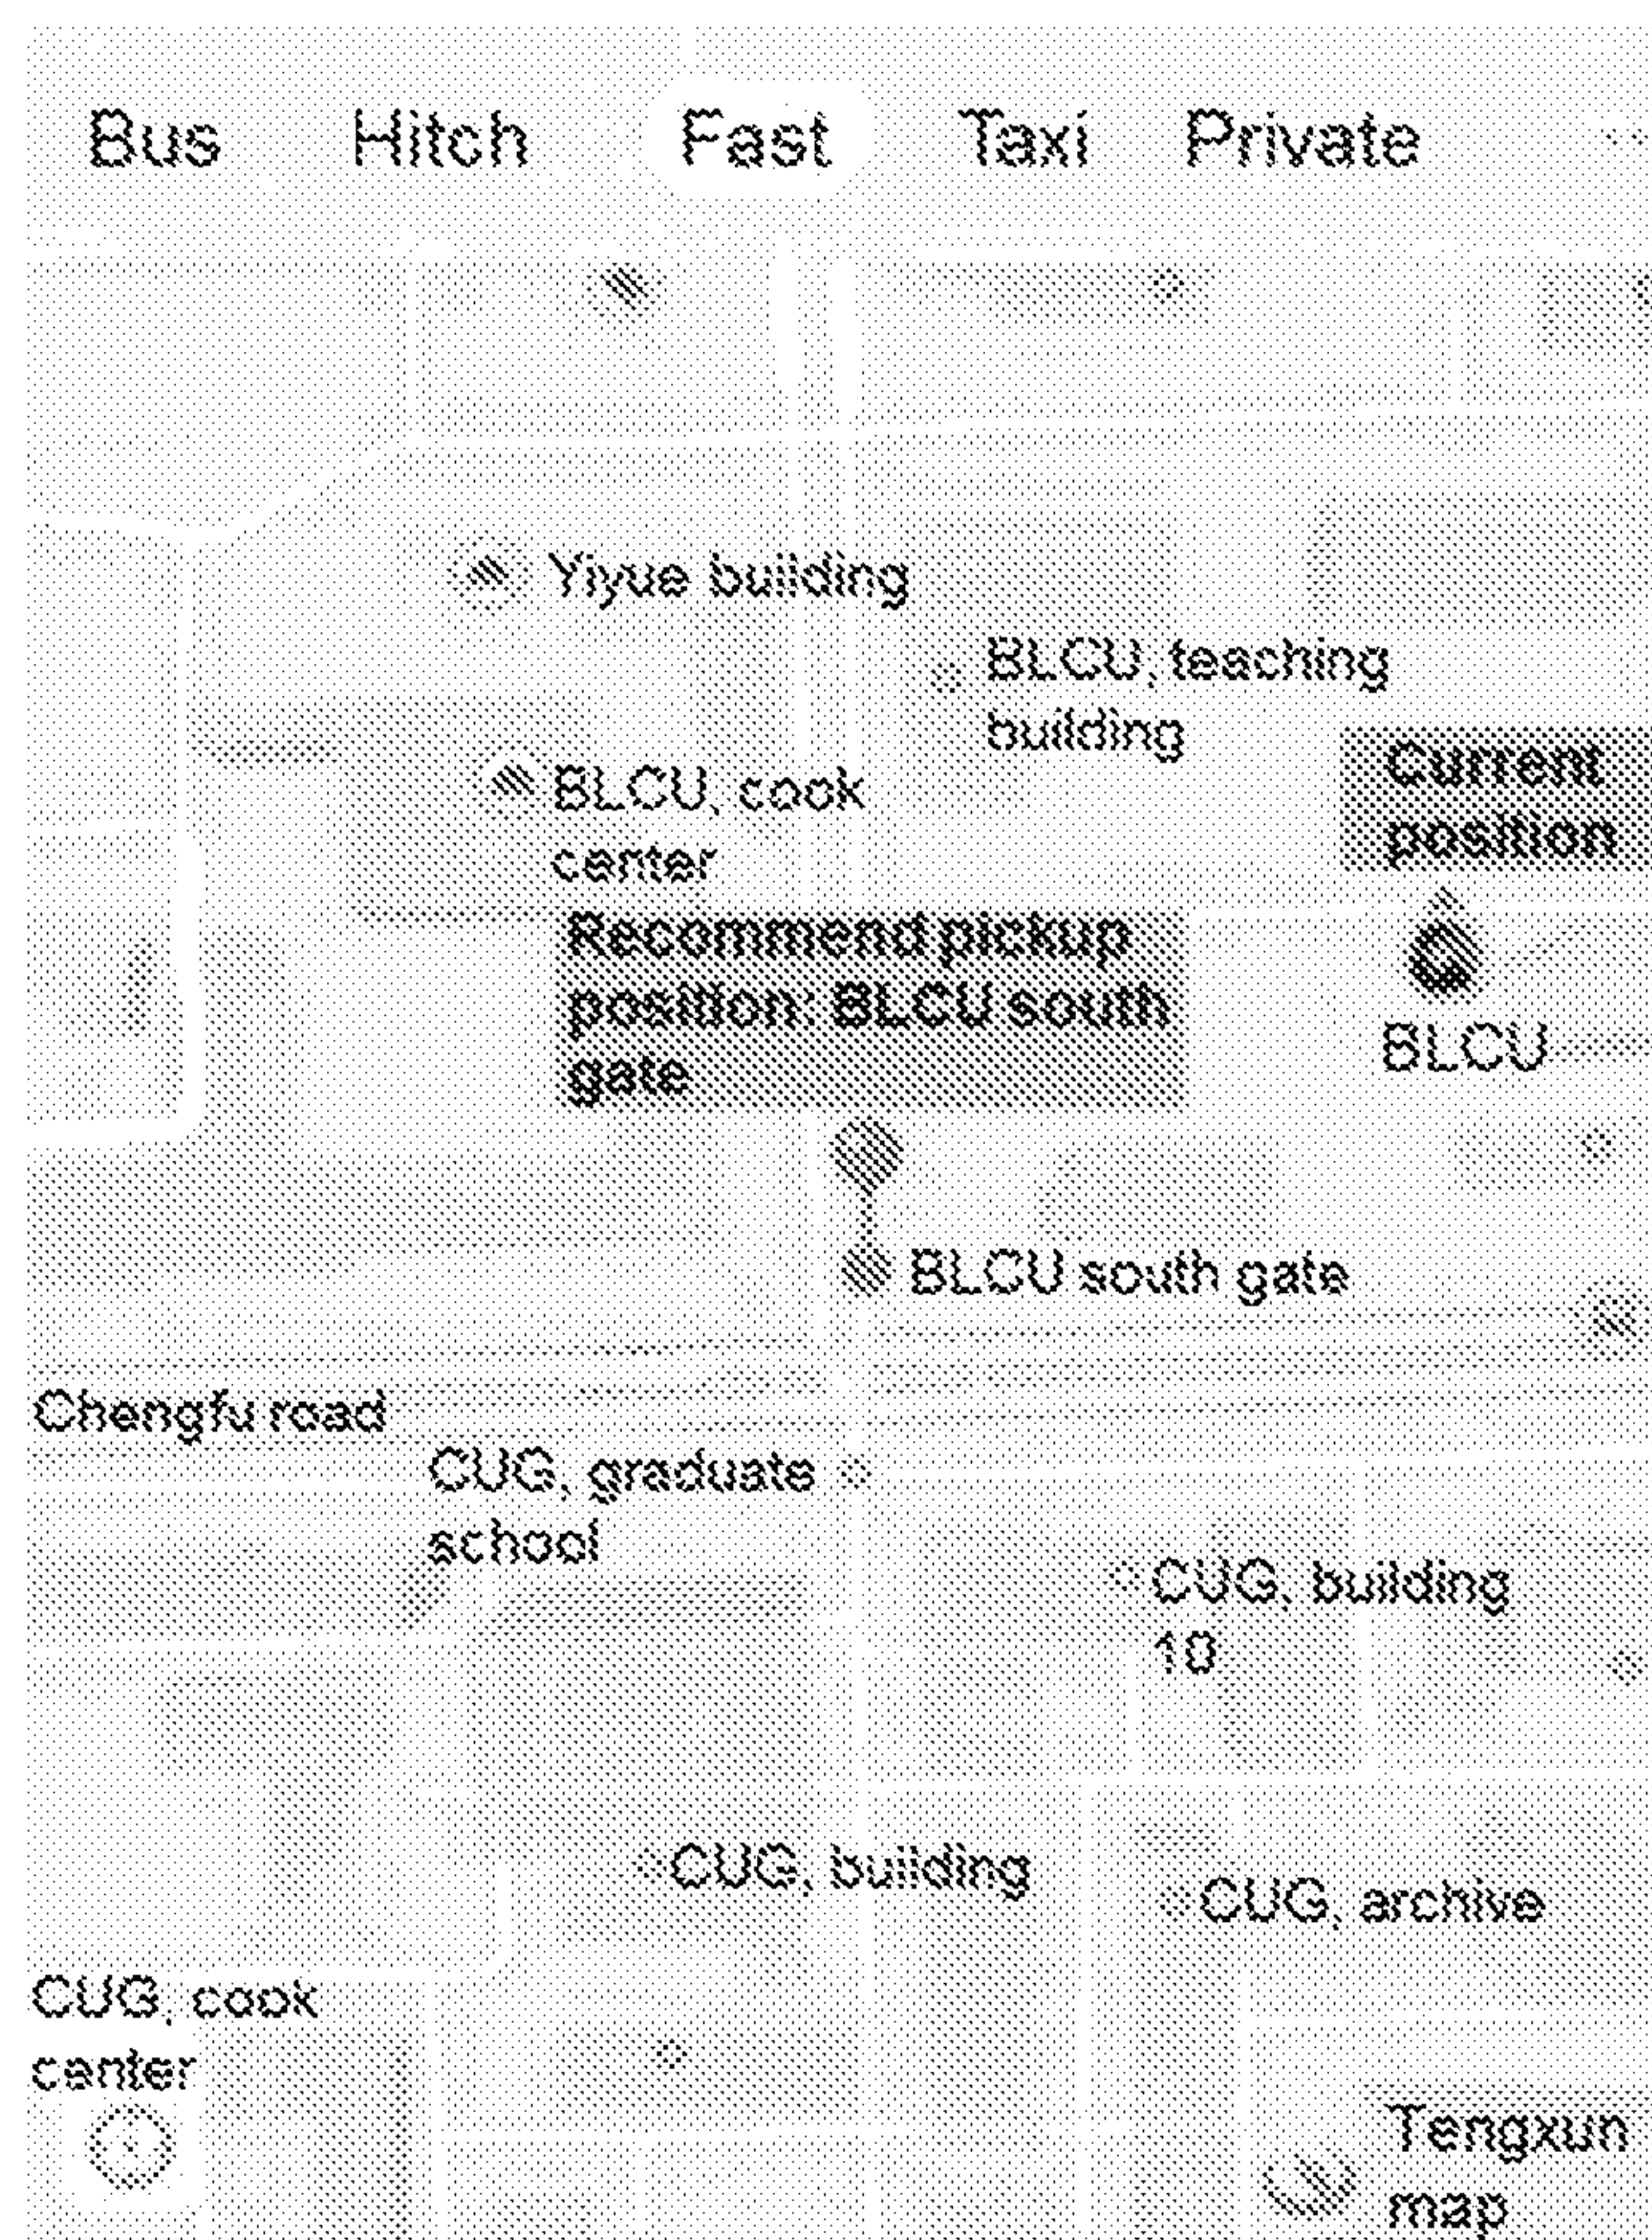 Bus Hitch Fast Taxi Private
Yiyue building
BLCU, teaching
building
Current
position
BLCU, cook
center
Recommend pickup
position: BLCU south
gate
BLCU
BLCU south gate
Chengfu road
CUG, graduate
school
CUG, building
10
CUG, building
CUG, archive
CUG, cook
center
Tengxun
map